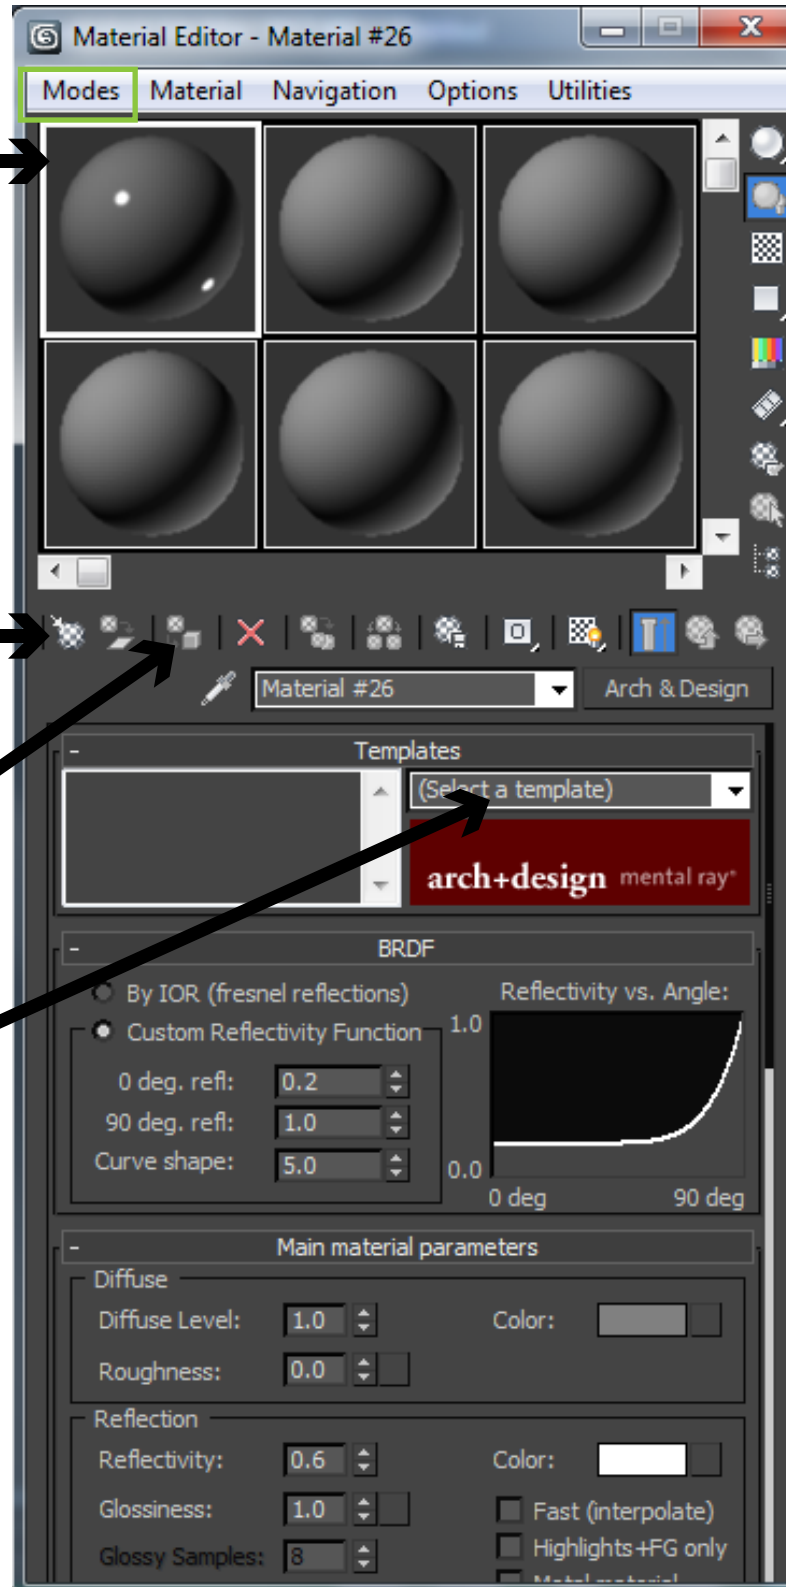 Material Editor - Material #26
Modes Material Navigation Options Utilities
Material #26 Arch & Design
- Templates
(Select a template)
arch+design mental ray®
- BRDF
By IOR (fresnel reflections) Reflectivity vs. Angle:
Custom Reflectivity Function 1.0
0 deg. refl: 0.2
90 deg. refl: 1.0
Curve shape: 5.0 0.0
0 deg 90 deg
- Main material parameters
Diffuse
Diffuse Level: 1.0 Color:
Roughness: 0.0
Reflection
Reflectivity: 0.6 Color:
Glossiness: 1.0 Fast (interpolate)
Glossy Samples: 8 Highlights+FG only
Metal material